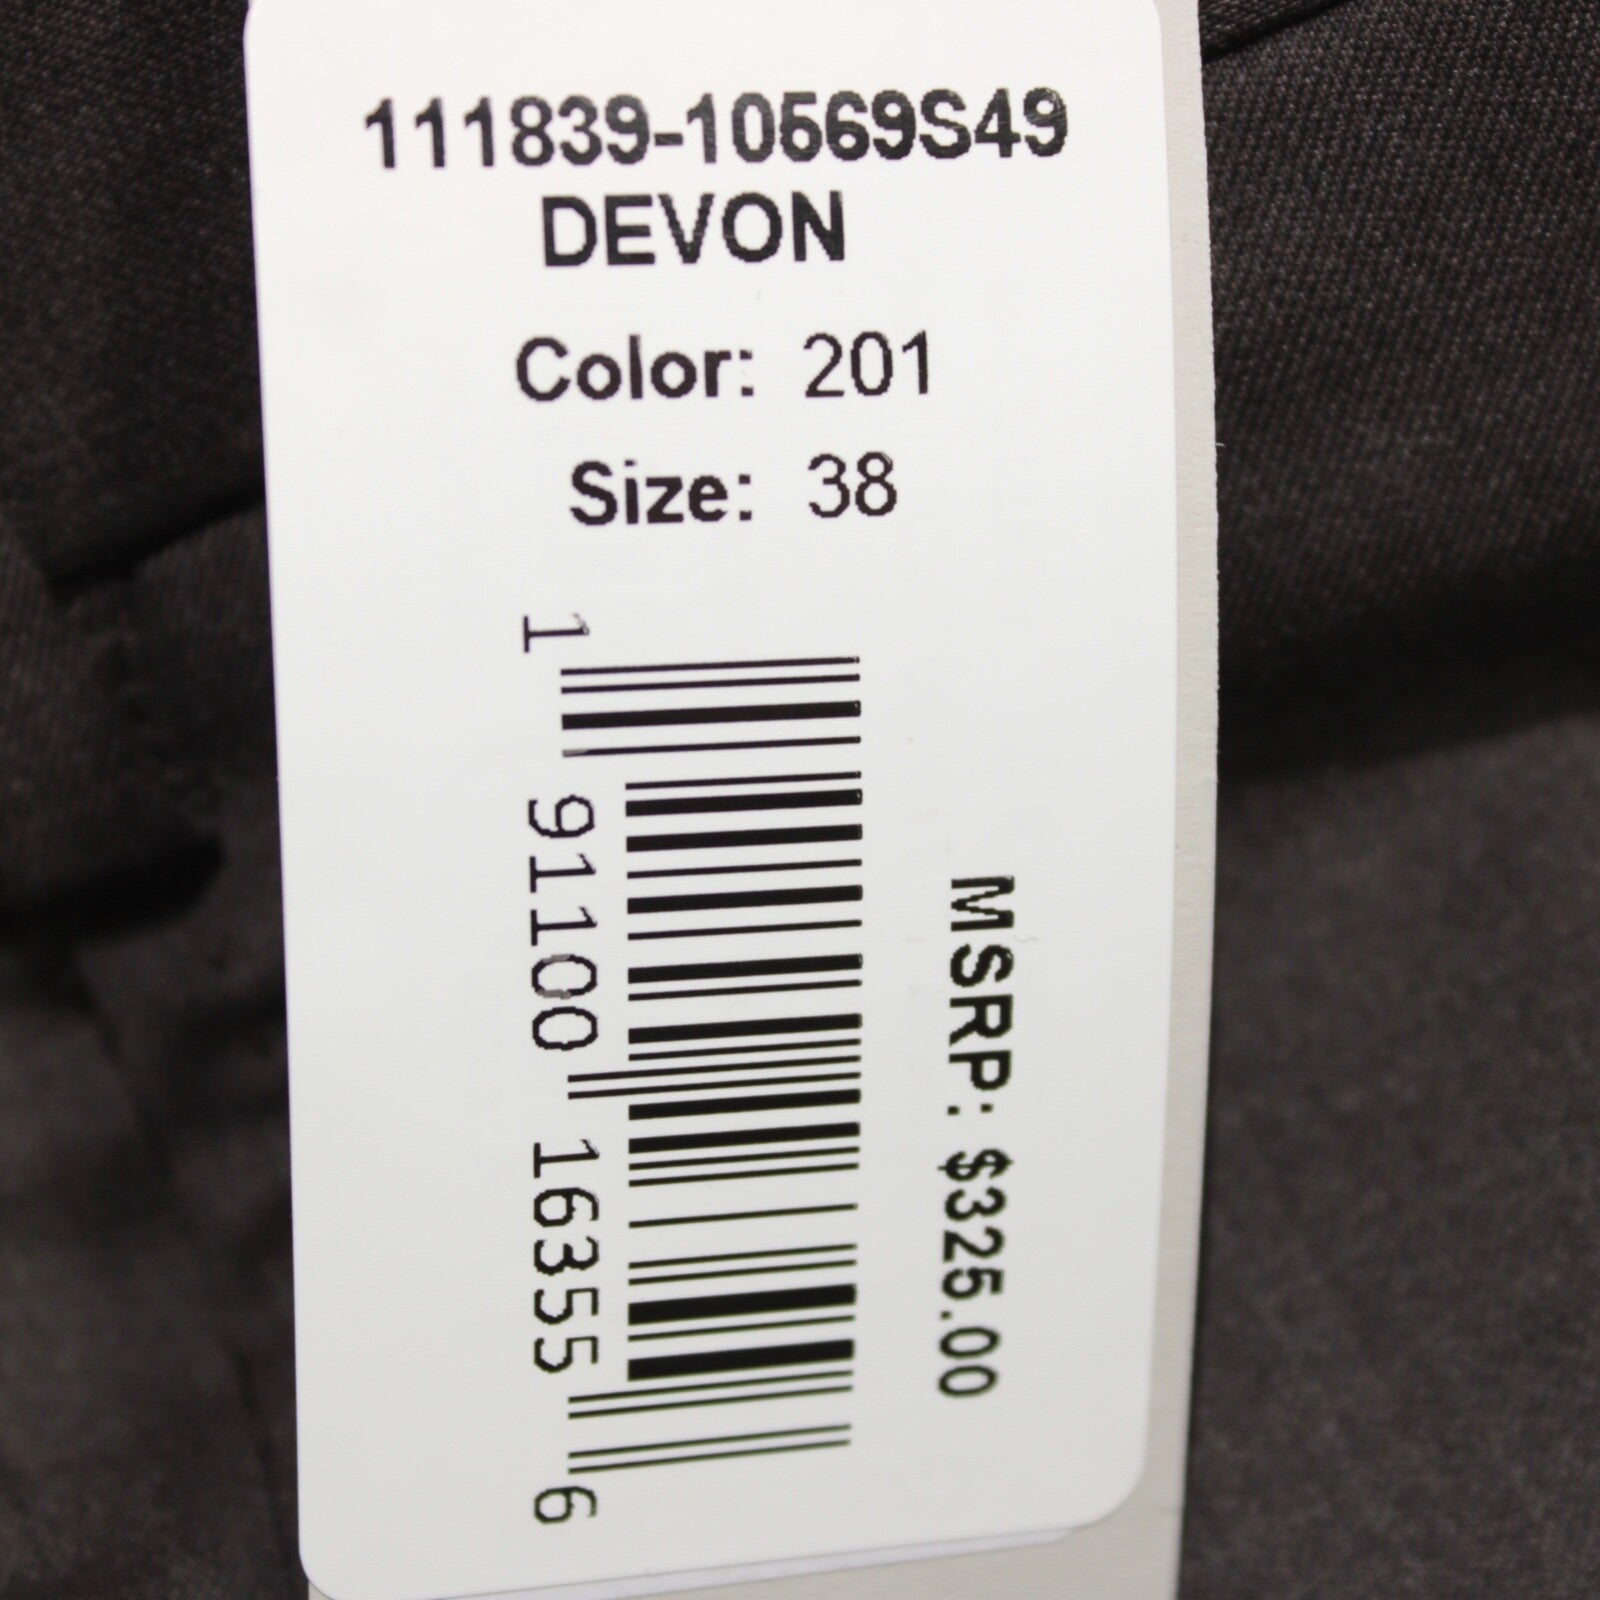 111839-10569S49
DEVON
Color: 201
Size: 38
1 91100 16355 6
MSRP: $325.00